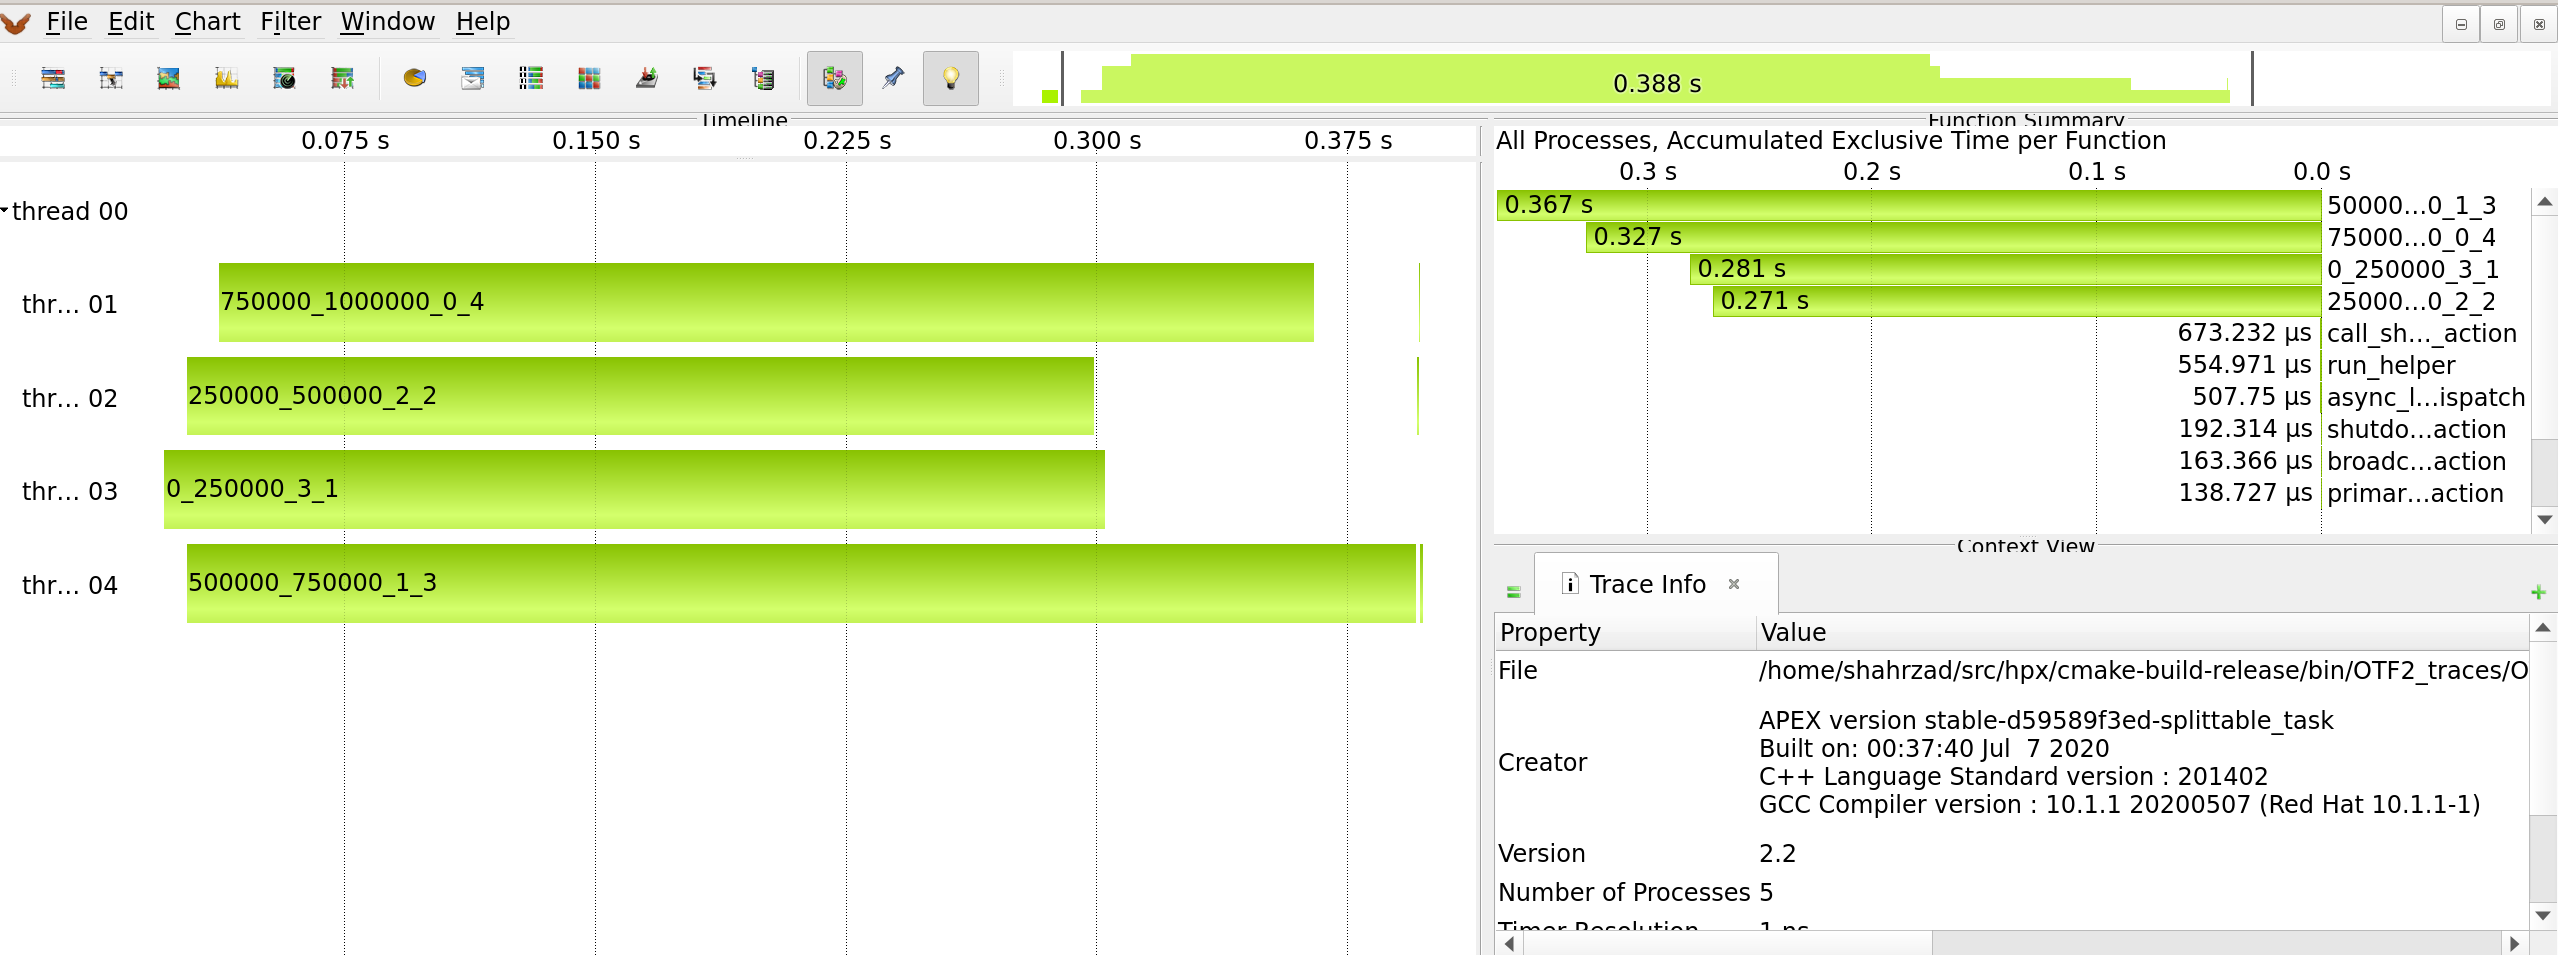 File Edit Chart Filter Window Help
0.388 s
Timeline
0.075 s 0.150 s 0.225 s 0.300 s 0.375 s
thread 00
thr... 01 750000_1000000_0_4
thr... 02 250000_500000_2_2
thr... 03 0_250000_3_1
thr... 04 500000_750000_1_3
Function Summary
All Processes, Accumulated Exclusive Time per Function
0.3 s 0.2 s 0.1 s 0.0 s
0.367 s 50000...0_1_3
0.327 s 75000...0_0_4
0.281 s 0_250000_3_1
0.271 s 25000...0_2_2
673.232 µs call_sh..._action
554.971 µs run_helper
507.75 µs async_l...ispatch
192.314 µs shutdo...action
163.366 µs broadc...action
138.727 µs primar...action
Context View
Trace Info
Property Value
File /home/shahrzad/src/hpx/cmake-build-release/bin/OTF2_traces/O
Creator
APEX version stable-d59589f3ed-splittable_task
Built on: 00:37:40 Jul  7 2020
C++ Language Standard version : 201402
GCC Compiler version : 10.1.1 20200507 (Red Hat 10.1.1-1)
Version 2.2
Number of Processes 5
Timer Resolution 1 ns